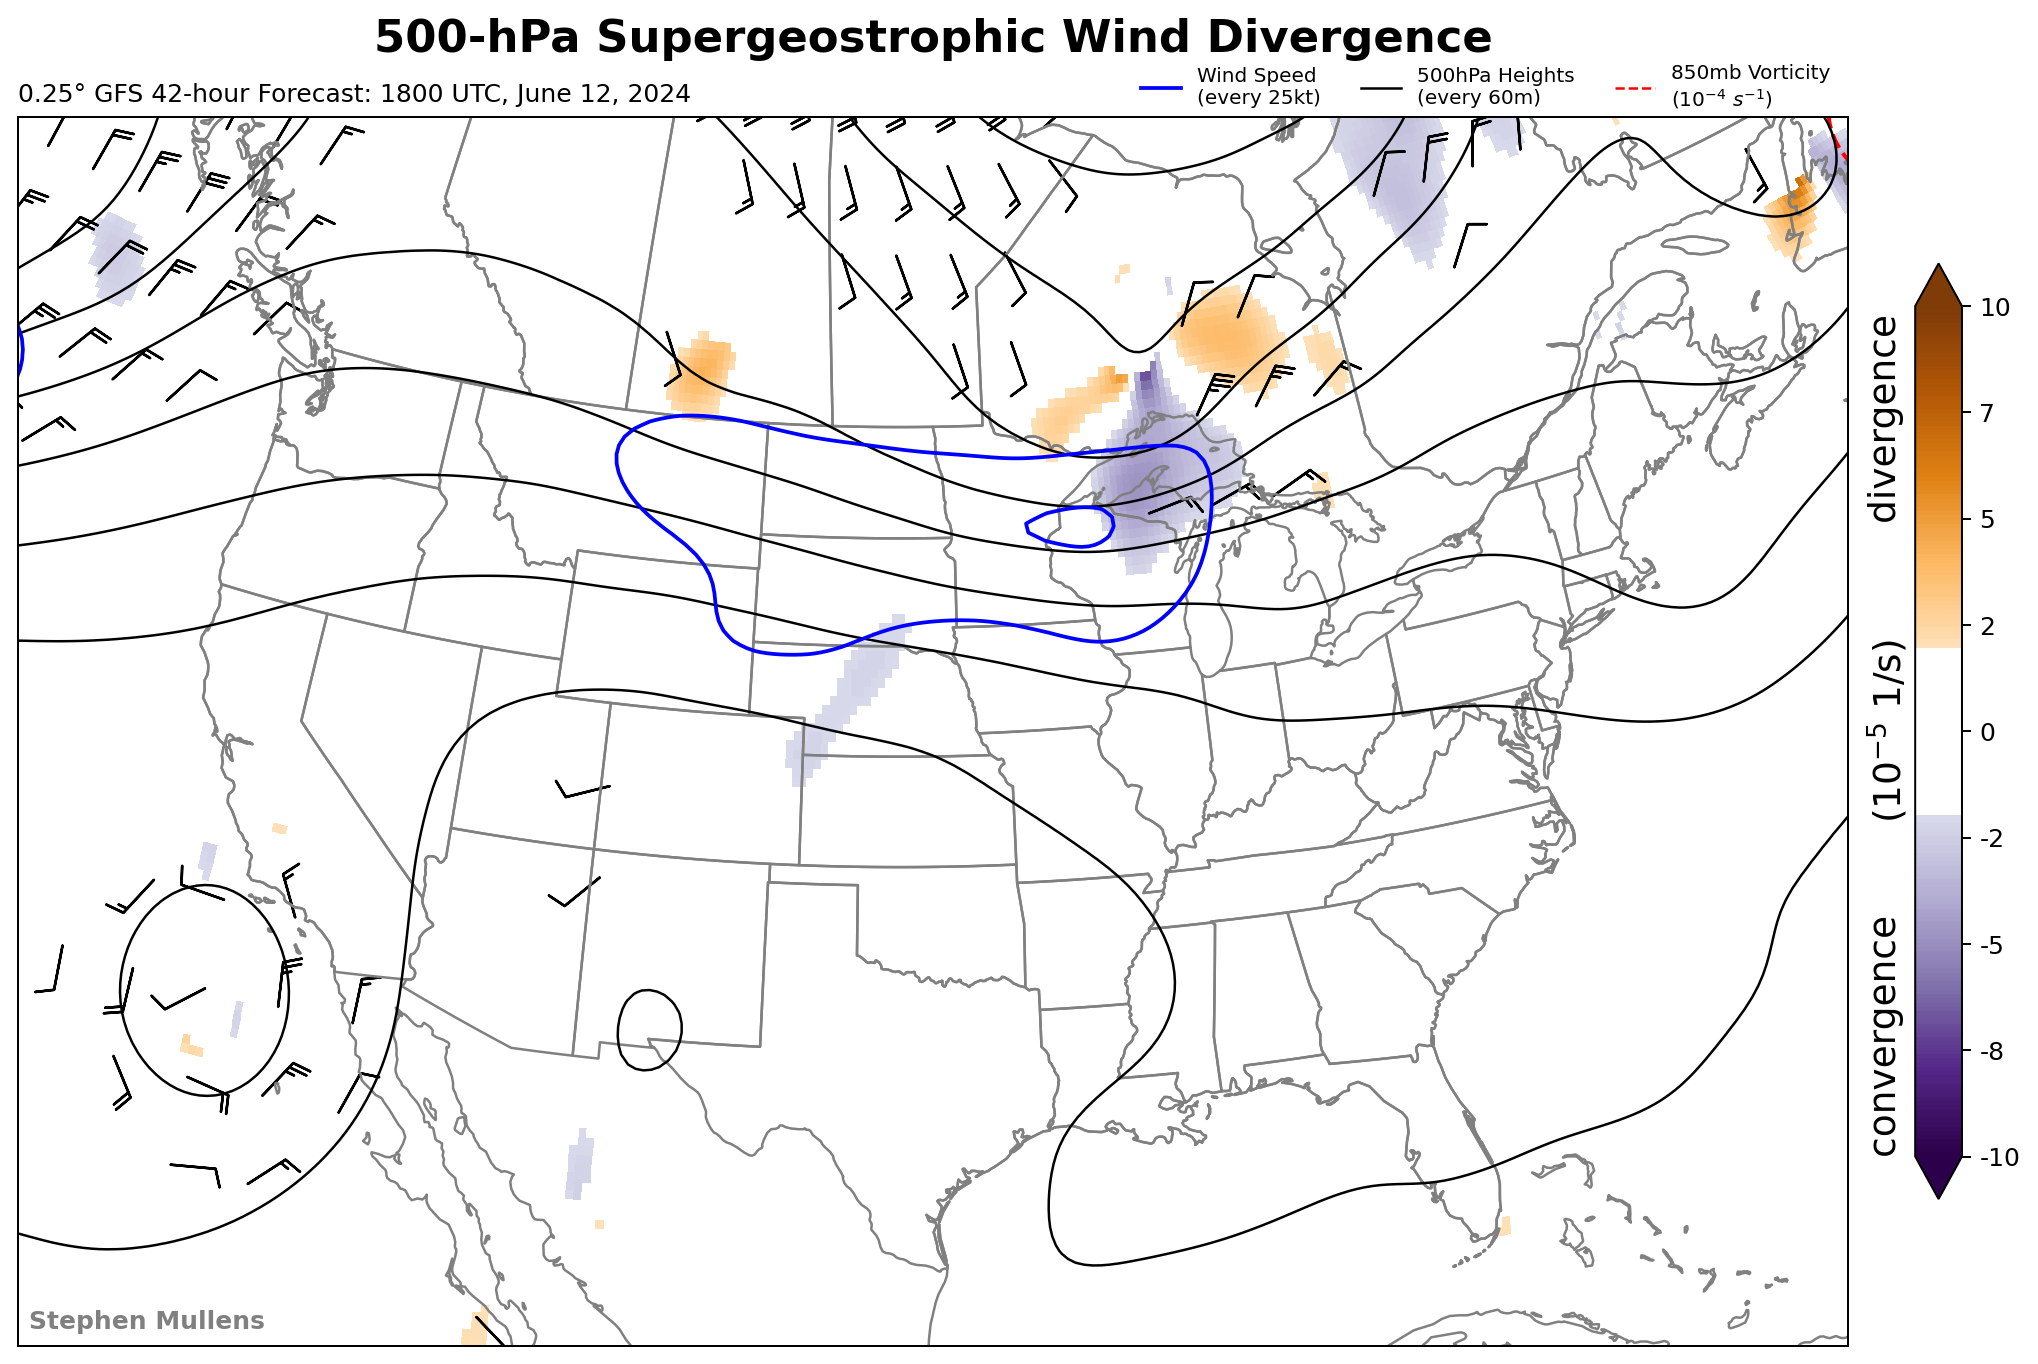 500-hPa Supergeostrophic Wind Divergence
0.25° GFS 42-hour Forecast: 1800 UTC, June 12, 2024
Wind Speed
(every 25kt)
500hPa Heights
(every 60m)
850mb Vorticity
(10⁻⁴ s⁻¹)
10
7
5
2
0
-2
-5
-8
-10
convergence (10⁻⁵ 1/s) divergence
Stephen Mullens